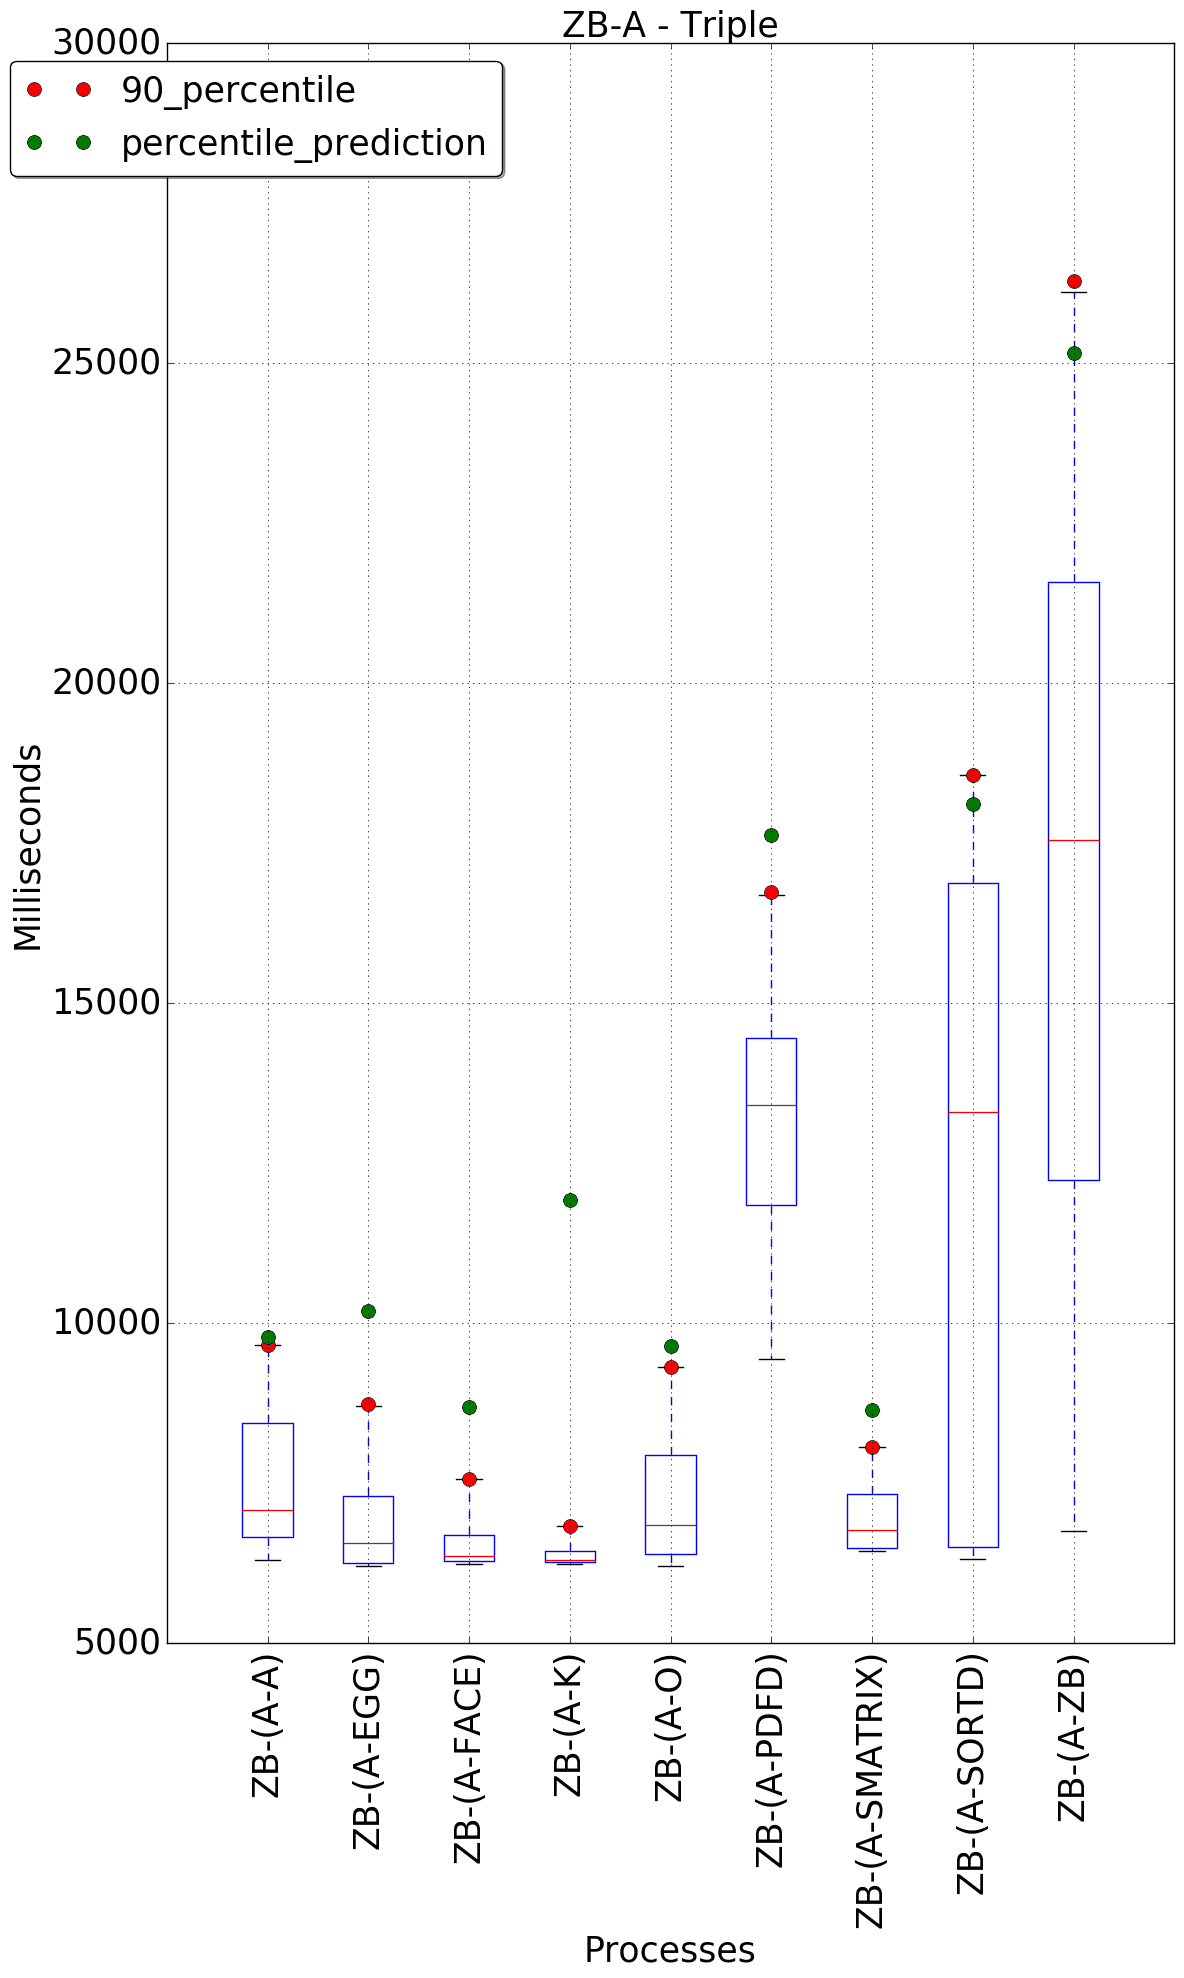 ZB-A - Triple
30000
90_percentile
percentile_prediction
25000
20000
15000
10000
5000
Milliseconds
ZB-(A-A)
ZB-(A-EGG)
ZB-(A-FACE)
ZB-(A-K)
ZB-(A-O)
ZB-(A-PDFD)
ZB-(A-SMATRIX)
ZB-(A-SORTD)
ZB-(A-ZB)
Processes